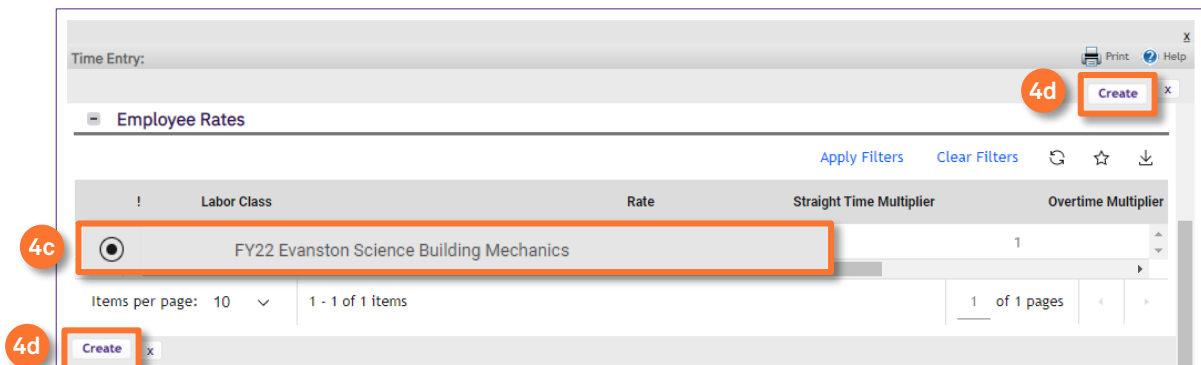 x
Time Entry:
Print Help
4d Create x
Employee Rates
Apply Filters Clear Filters
! Labor Class Rate Straight Time Multiplier Overtime Multiplier
4c FY22 Evanston Science Building Mechanics 1
Items per page: 10 1 - 1 of 1 items 1 of 1 pages
4d Create x